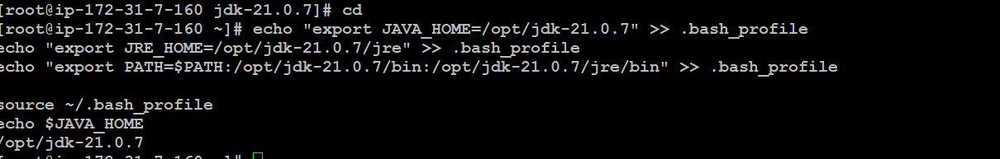 [root@ip-172-31-7-160 jdk-21.0.7]# cd
[root@ip-172-31-7-160 ~]# echo "export JAVA_HOME=/opt/jdk-21.0.7" >> .bash_profile
echo "export JRE_HOME=/opt/jdk-21.0.7/jre" >> .bash_profile
echo "export PATH=$PATH:/opt/jdk-21.0.7/bin:/opt/jdk-21.0.7/jre/bin" >> .bash_profile
source ~/.bash_profile
echo $JAVA_HOME
/opt/jdk-21.0.7
[root@ip-172-31-7-160 ~]#